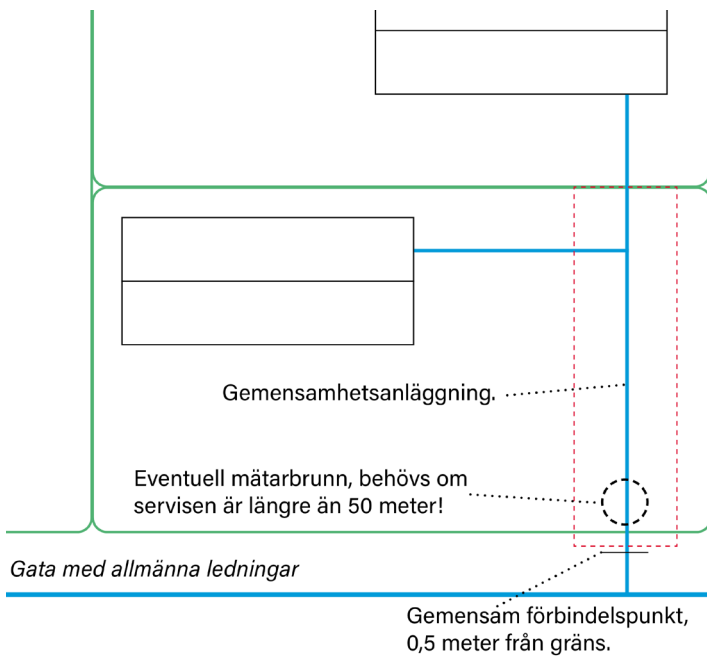 Gemensamhetsanläggning.
Eventuell mätarbrunn, behövs om
servisen är längre än 50 meter!
Gata med allmänna ledningar
Gemensam förbindelspunkt,
0,5 meter från gräns.